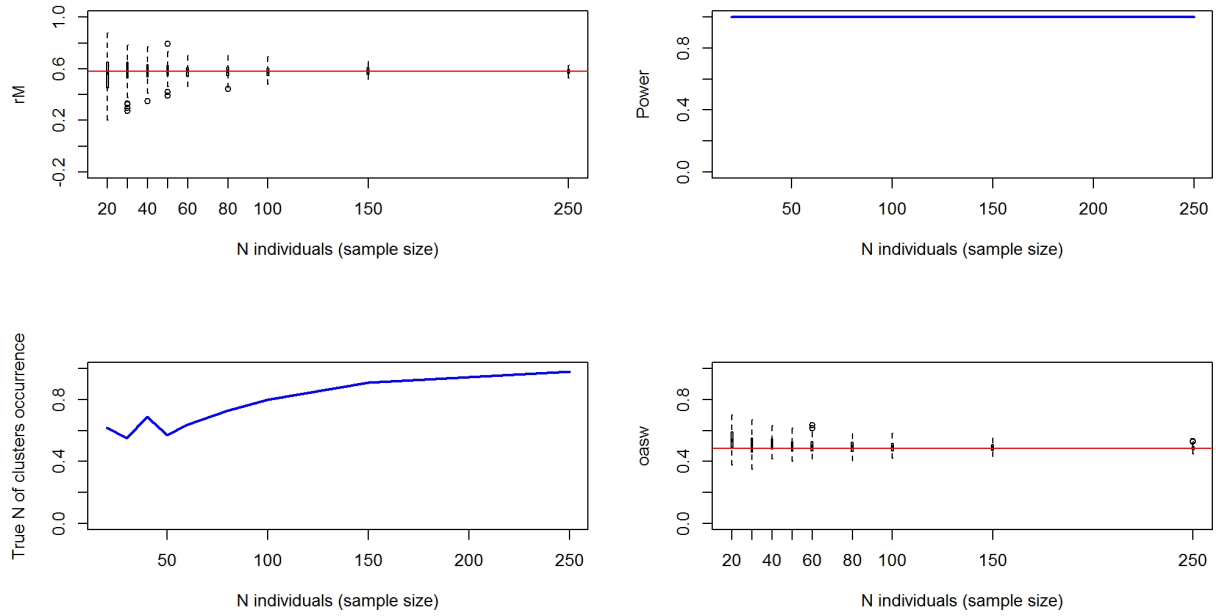 rM
1.0
0.6
0.2
-0.2
20 40 60 80 100 150 250
N individuals (sample size)
Power
0.8
0.4
0.0
50 100 150 200 250
N individuals (sample size)
True N of clusters occurrence
0.8
0.4
0.0
50 100 150 200 250
N individuals (sample size)
oasw
0.8
0.4
0.0
20 40 60 80 100 150 250
N individuals (sample size)